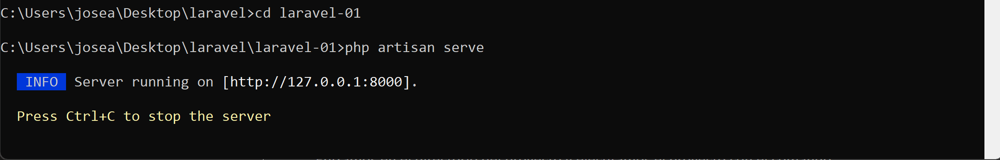 C:\Users\josea\Desktop\laravel>cd laravel-01
C:\Users\josea\Desktop\laravel\laravel-01>php artisan serve
INFO Server running on [http://127.0.0.1:8000].
Press Ctrl+C to stop the server